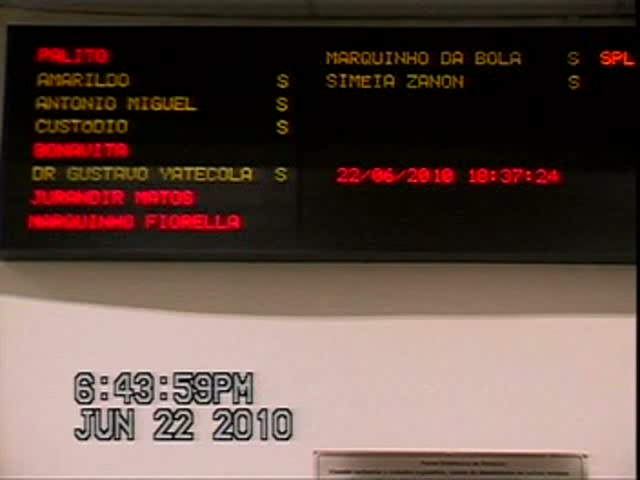 PALITO
AMARILDO S
ANTONIO MIGUEL S
CUSTODIO S
BONAVITA
DR GUSTAVO YATECOLA S
JURANDIR MATOS
MARQUINHO FIORELLA
MARQUINHO DA BOLA S SPL
SIMEIA ZANON S
22/06/2010 18:37:24
6:43:59PM
JUN 22 2010